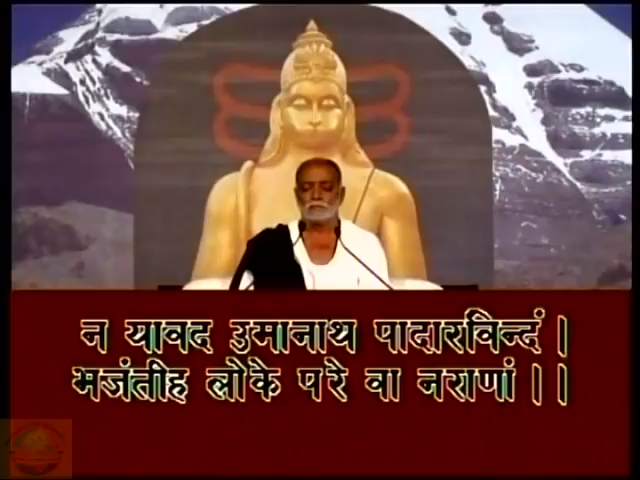 न यावद उमानाथ पादारविन्दं |
भजंतीह लोके परे वा नराणां | |